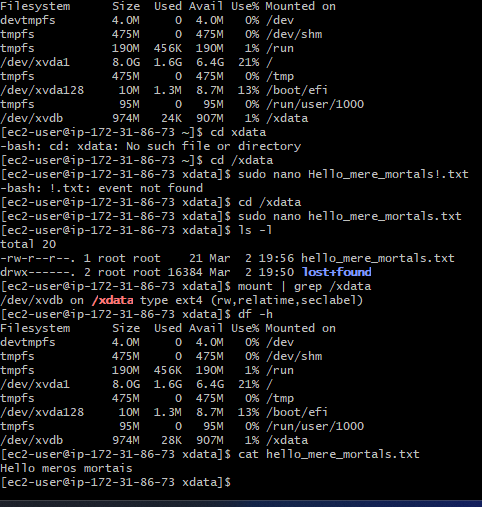 Filesystem Size Used Avail Use% Mounted on
devtmpfs 4.0M 0 4.0M 0% /dev
tmpfs 475M 0 475M 0% /dev/shm
tmpfs 190M 456K 190M 1% /run
/dev/xvda1 8.0G 1.6G 6.4G 21% /
tmpfs 475M 0 475M 0% /tmp
/dev/xvda128 10M 1.3M 8.7M 13% /boot/efi
tmpfs 95M 0 95M 0% /run/user/1000
/dev/xvdb 974M 24K 907M 1% /xdata
[ec2-user@ip-172-31-86-73 ~]$ cd xdata
-bash: cd: xdata: No such file or directory
[ec2-user@ip-172-31-86-73 ~]$ cd /xdata
[ec2-user@ip-172-31-86-73 xdata]$ sudo nano Hello_mere_mortals!.txt
-bash: !.txt: event not found
[ec2-user@ip-172-31-86-73 xdata]$ cd /xdata
[ec2-user@ip-172-31-86-73 xdata]$ sudo nano hello_mere_mortals.txt
[ec2-user@ip-172-31-86-73 xdata]$ ls -l
total 20
-rw-r--r--. 1 root root 21 Mar 2 19:56 hello_mere_mortals.txt
drwx------. 2 root root 16384 Mar 2 19:50 lost+found
[ec2-user@ip-172-31-86-73 xdata]$ mount | grep /xdata
/dev/xvdb on /xdata type ext4 (rw,relatime,seclabel)
[ec2-user@ip-172-31-86-73 xdata]$ df -h
Filesystem Size Used Avail Use% Mounted on
devtmpfs 4.0M 0 4.0M 0% /dev
tmpfs 475M 0 475M 0% /dev/shm
tmpfs 190M 456K 190M 1% /run
/dev/xvda1 8.0G 1.6G 6.4G 21% /
tmpfs 475M 0 475M 0% /tmp
/dev/xvda128 10M 1.3M 8.7M 13% /boot/efi
tmpfs 95M 0 95M 0% /run/user/1000
/dev/xvdb 974M 28K 907M 1% /xdata
[ec2-user@ip-172-31-86-73 xdata]$ cat hello_mere_mortals.txt
Hello meros mortais
[ec2-user@ip-172-31-86-73 xdata]$